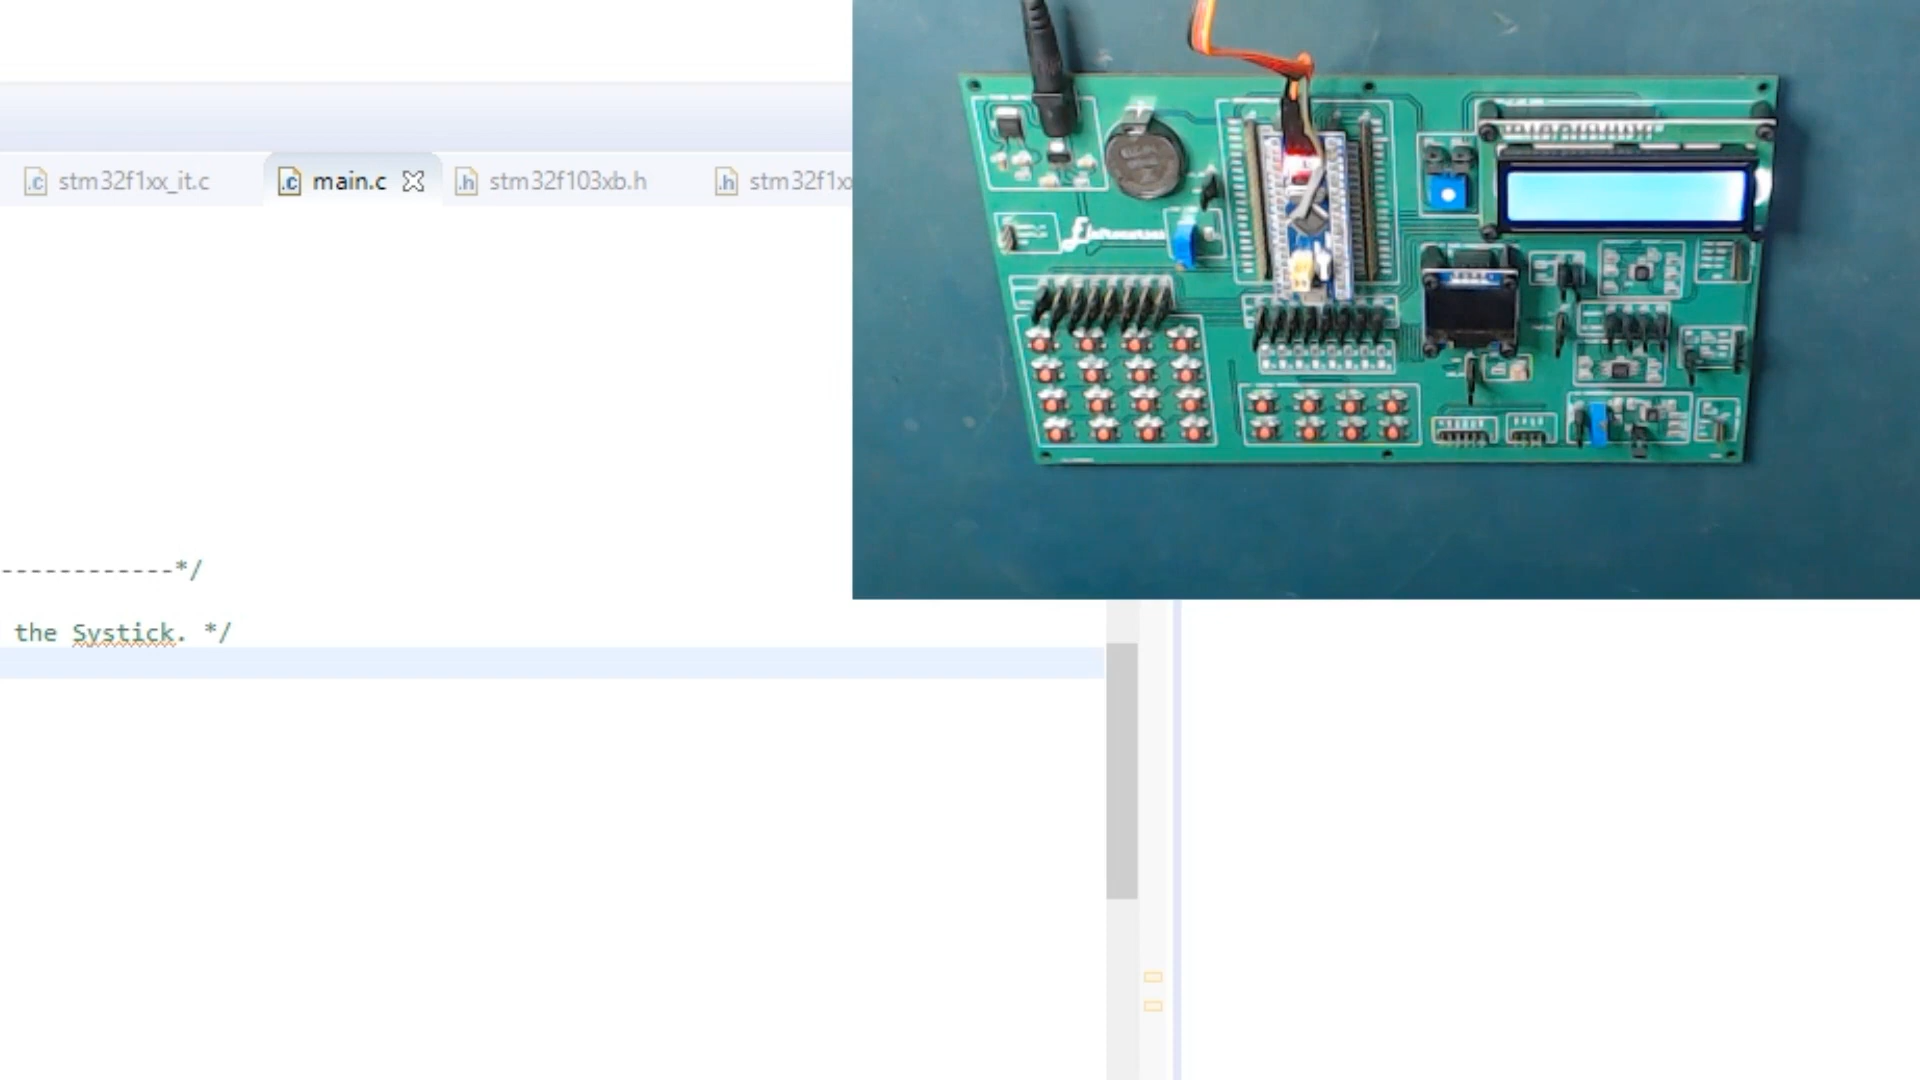 stm32f1xx_it.c
main.c
stm32f103xb.h
stm32f1x
------------*/
the Systick. */